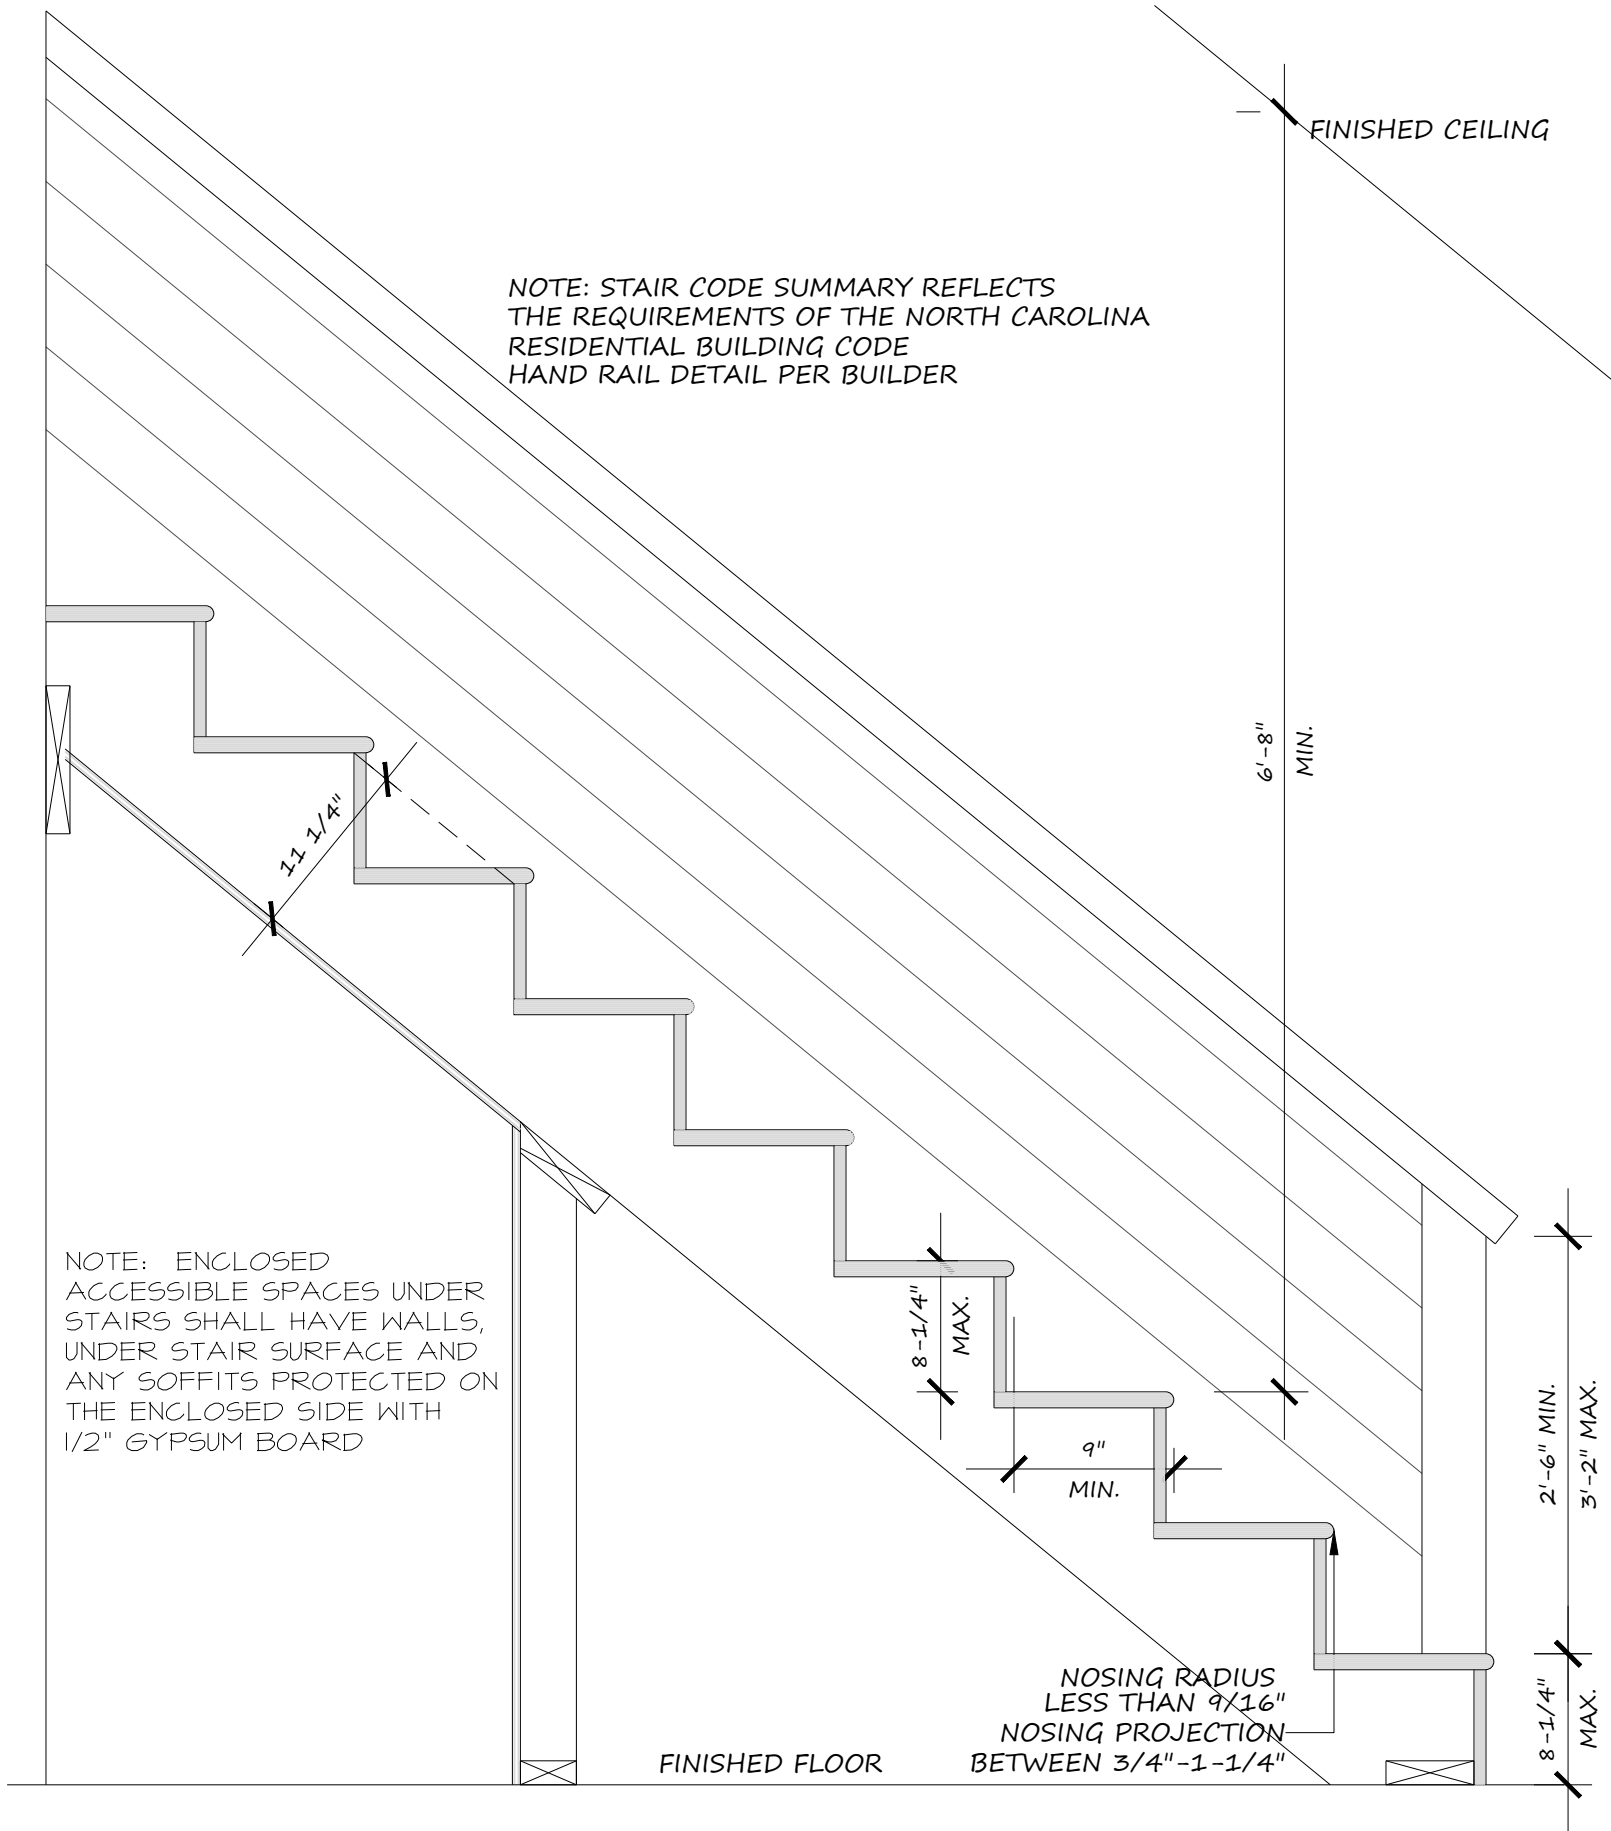 FINISHED CEILING
NOTE: STAIR CODE SUMMARY REFLECTS
THE REQUIREMENTS OF THE NORTH CAROLINA
RESIDENTIAL BUILDING CODE
HAND RAIL DETAIL PER BUILDER
6'-8"
MIN.
11 1/4"
NOTE: ENCLOSED
ACCESSIBLE SPACES UNDER
STAIRS SHALL HAVE WALLS,
UNDER STAIR SURFACE AND
ANY SOFFITS PROTECTED ON
THE ENCLOSED SIDE WITH
1/2" GYPSUM BOARD
8-1/4"
MAX.
9"
MIN.
2'-6" MIN.
3'-2" MAX.
NOSING RADIUS
LESS THAN 9/16"
NOSING PROJECTION
BETWEEN 3/4"-1-1/4"
FINISHED FLOOR
8-1/4"
MAX.